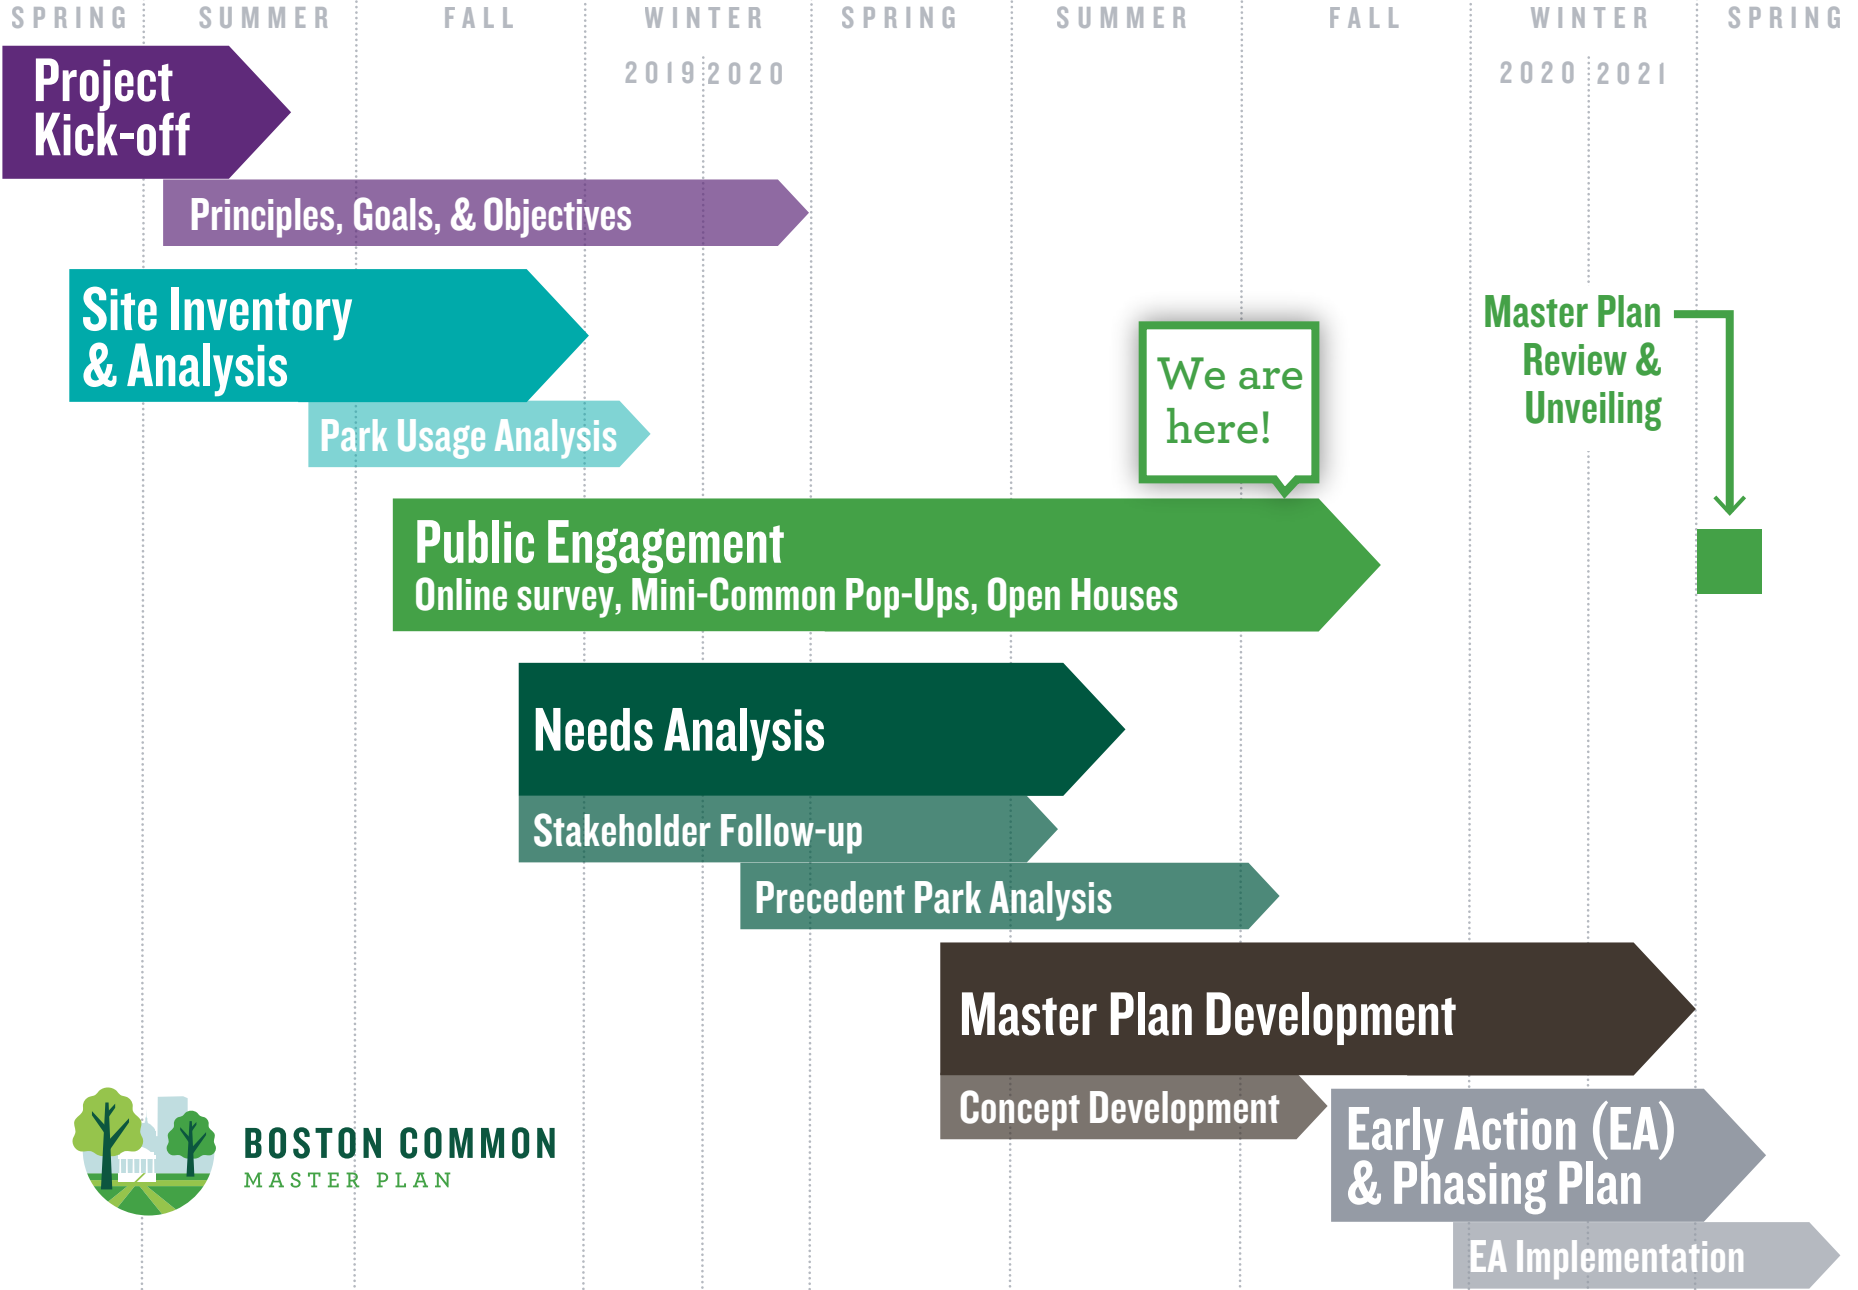 SPRING SUMMER FALL WINTER SPRING SUMMER FALL WINTER SPRING
2019 2020 2020 2021
Project
Kick-off
Principles, Goals, & Objectives
Site Inventory
& Analysis
Park Usage Analysis
We are
here!
Master Plan
Review &
Unveiling
Public Engagement
Online survey, Mini-Common Pop-Ups, Open Houses
Needs Analysis
Stakeholder Follow-up
Precedent Park Analysis
Master Plan Development
Concept Development
Early Action (EA)
& Phasing Plan
EA Implementation
BOSTON COMMON
MASTER PLAN